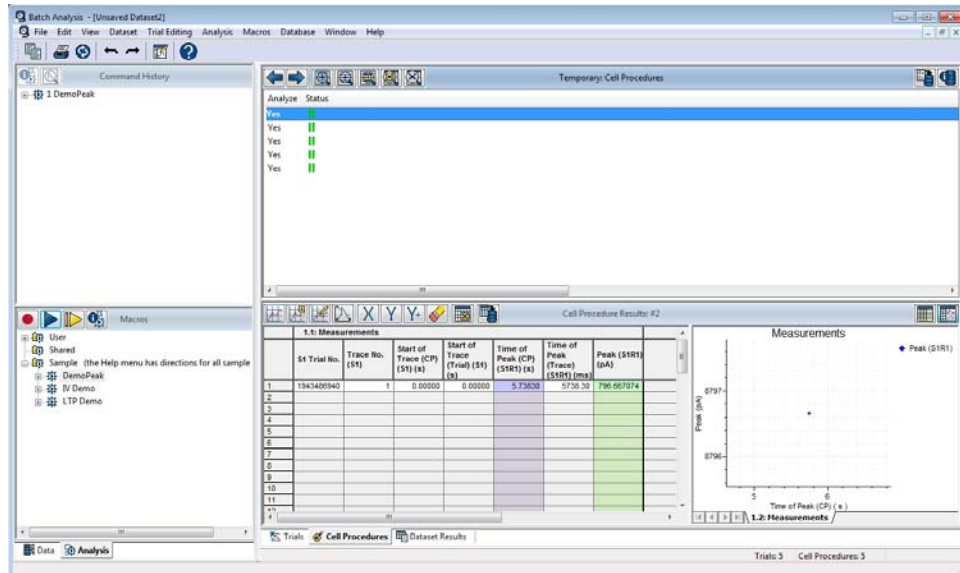 Batch Analysis - [Unsaved Dataset2]
File Edit View Dataset Trial Editing Analysis Macros Database Window Help
Command History
1 DemoPeak
Temporary: Cell Procedures
Analyze Status
Yes
Yes
Yes
Yes
Yes
Macros
User
Shared
Sample (the Help menu has directions for all sample
DemoPeak
IV Demo
LTP Demo
X Y Y+
Cell Procedure Results: #2
1.1: Measurements
S1 Trial No.
Trace No. (S1)
Start of Trace (CP) (S1) (s)
Start of Trace (Trial) (S1) (s)
Time of Peak (CP) (S1R1) (s)
Time of Peak (Trace) (S1R1) (ms)
Peak (S1R1) (pA)
1 1943486940 1 0.00000 0.00000 5.73830 5738.30 796.667074
2
3
4
5
6
7
8
9
10
11
Measurements
Peak (S1R1)
Peak (pA)
8797
8796
5 6
Time of Peak (CP) ( s )
1.2: Measurements
Trials Cell Procedures Dataset Results
Data Analysis
Trials: 5 Cell Procedures: 5